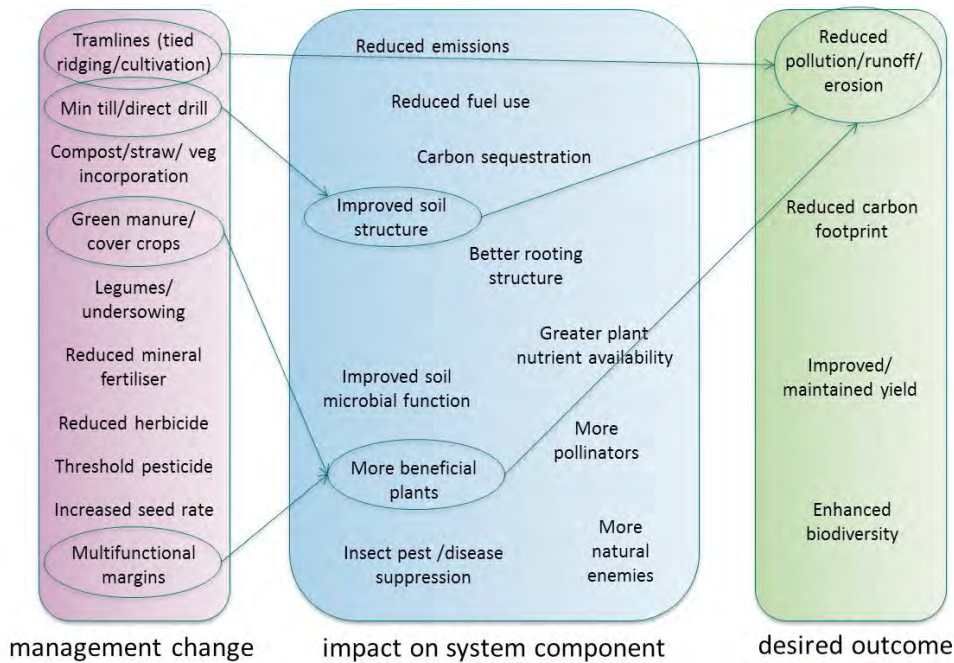 Tramlines (tied
ridging/cultivation)
Min till/direct drill
Compost/straw/ veg
incorporation
Green manure/
cover crops
Legumes/
undersowing
Reduced mineral
fertiliser
Reduced herbicide
Threshold pesticide
Increased seed rate
Multifunctional
margins
management change
Reduced emissions
Reduced fuel use
Carbon sequestration
Improved soil
structure
Better rooting
structure
Greater plant
nutrient availability
Improved soil
microbial function
More
pollinators
More beneficial
plants
Insect pest /disease
suppression
More
natural
enemies
impact on system component
Reduced
pollution/runoff/
erosion
Reduced carbon
footprint
Improved/
maintained yield
Enhanced
biodiversity
desired outcome